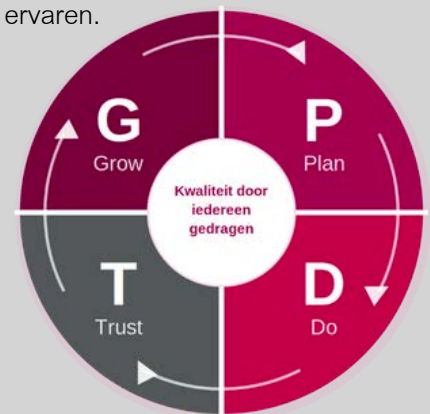 ervaren.
G
Grow
P
Plan
Kwaliteit door
iedereen
gedragen
T
Trust
D
Do